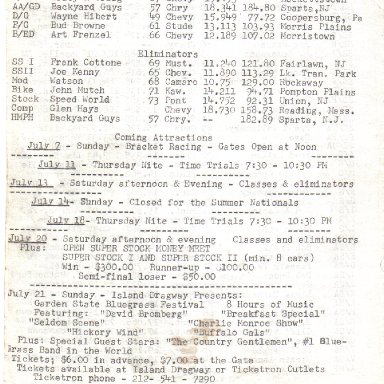 AA/GD Backyard Guys 57 Chry 18.341 184.80 Sparta,NJ
D/G Wayne Hibert 49 Chev 15.949 77.72 Coopersburg, Pa
E/G Bud Browne 61 Stude 13.113 103.93 Morris Plains
B/ED Art Frenzel 66 Chev 12.189 107.02 Morristown
Eliminators
SS I Frank Cottone 69 Must. 11.240 121.80 Fairlawn, NJ
SSII Joe Kenny 65 Chev. 11.890 113.29 Lk. Tran. Park
Mod Watson 68 Camaro 10.75 129.00 Rockaway
Bike John Mutch 71 Kaw. 14.211 94.71 Pompton Plains
Stock Speed World 73 Pont 14.752 92.31 Union, NJ
Comp Glen Hays Chevy 18.730 158.73 Reading, Mass.
HMPH Backyard Guys 57 Chry. -- 182.89 Sparta, N.J.
Coming Attractions
July 7 - Sunday - Bracket Racing - Gates Open at Noon
July 11 - Thursday Nite - Time Trials 7:30 - 10:30 PM
July 13 - Saturday afternoon & Evening - Classes & eliminators
July 14- Sunday - Closed for the Summer Nationals
July 18- Thursday Nite - Time Trials 7:30 - 10:30 PM
July 20 - Saturday afternoon & evening Classes and eliminators
Plus: OPEN SUPER STOCK MONEY MEET
SUPER STOCK I AND SUPER STOCK II (min. 8 cars)
Win - $300.00 Runner-up - $100.00
Semi-final loser - $50.00
July 21 - Sunday - Island Dragway Presents:
Garden State Bluegrass Festival 8 Hours of Music
Featuring: "David Bromberg" "Breakfast Special"
"Seldom Scene" "Charlie Monroe Show"
"Hickory Wind" "Buffalo Gals"
Plus: Special Guest Stars: "The Country Gentlemen", #1 Blue-
Grass Band in the World
Tickets; $6.00 in advance, $7.00 at the Gate
Tickets available at Island Dragway or Ticketron Outlets
Ticketron phone - 212- 541 - 7290